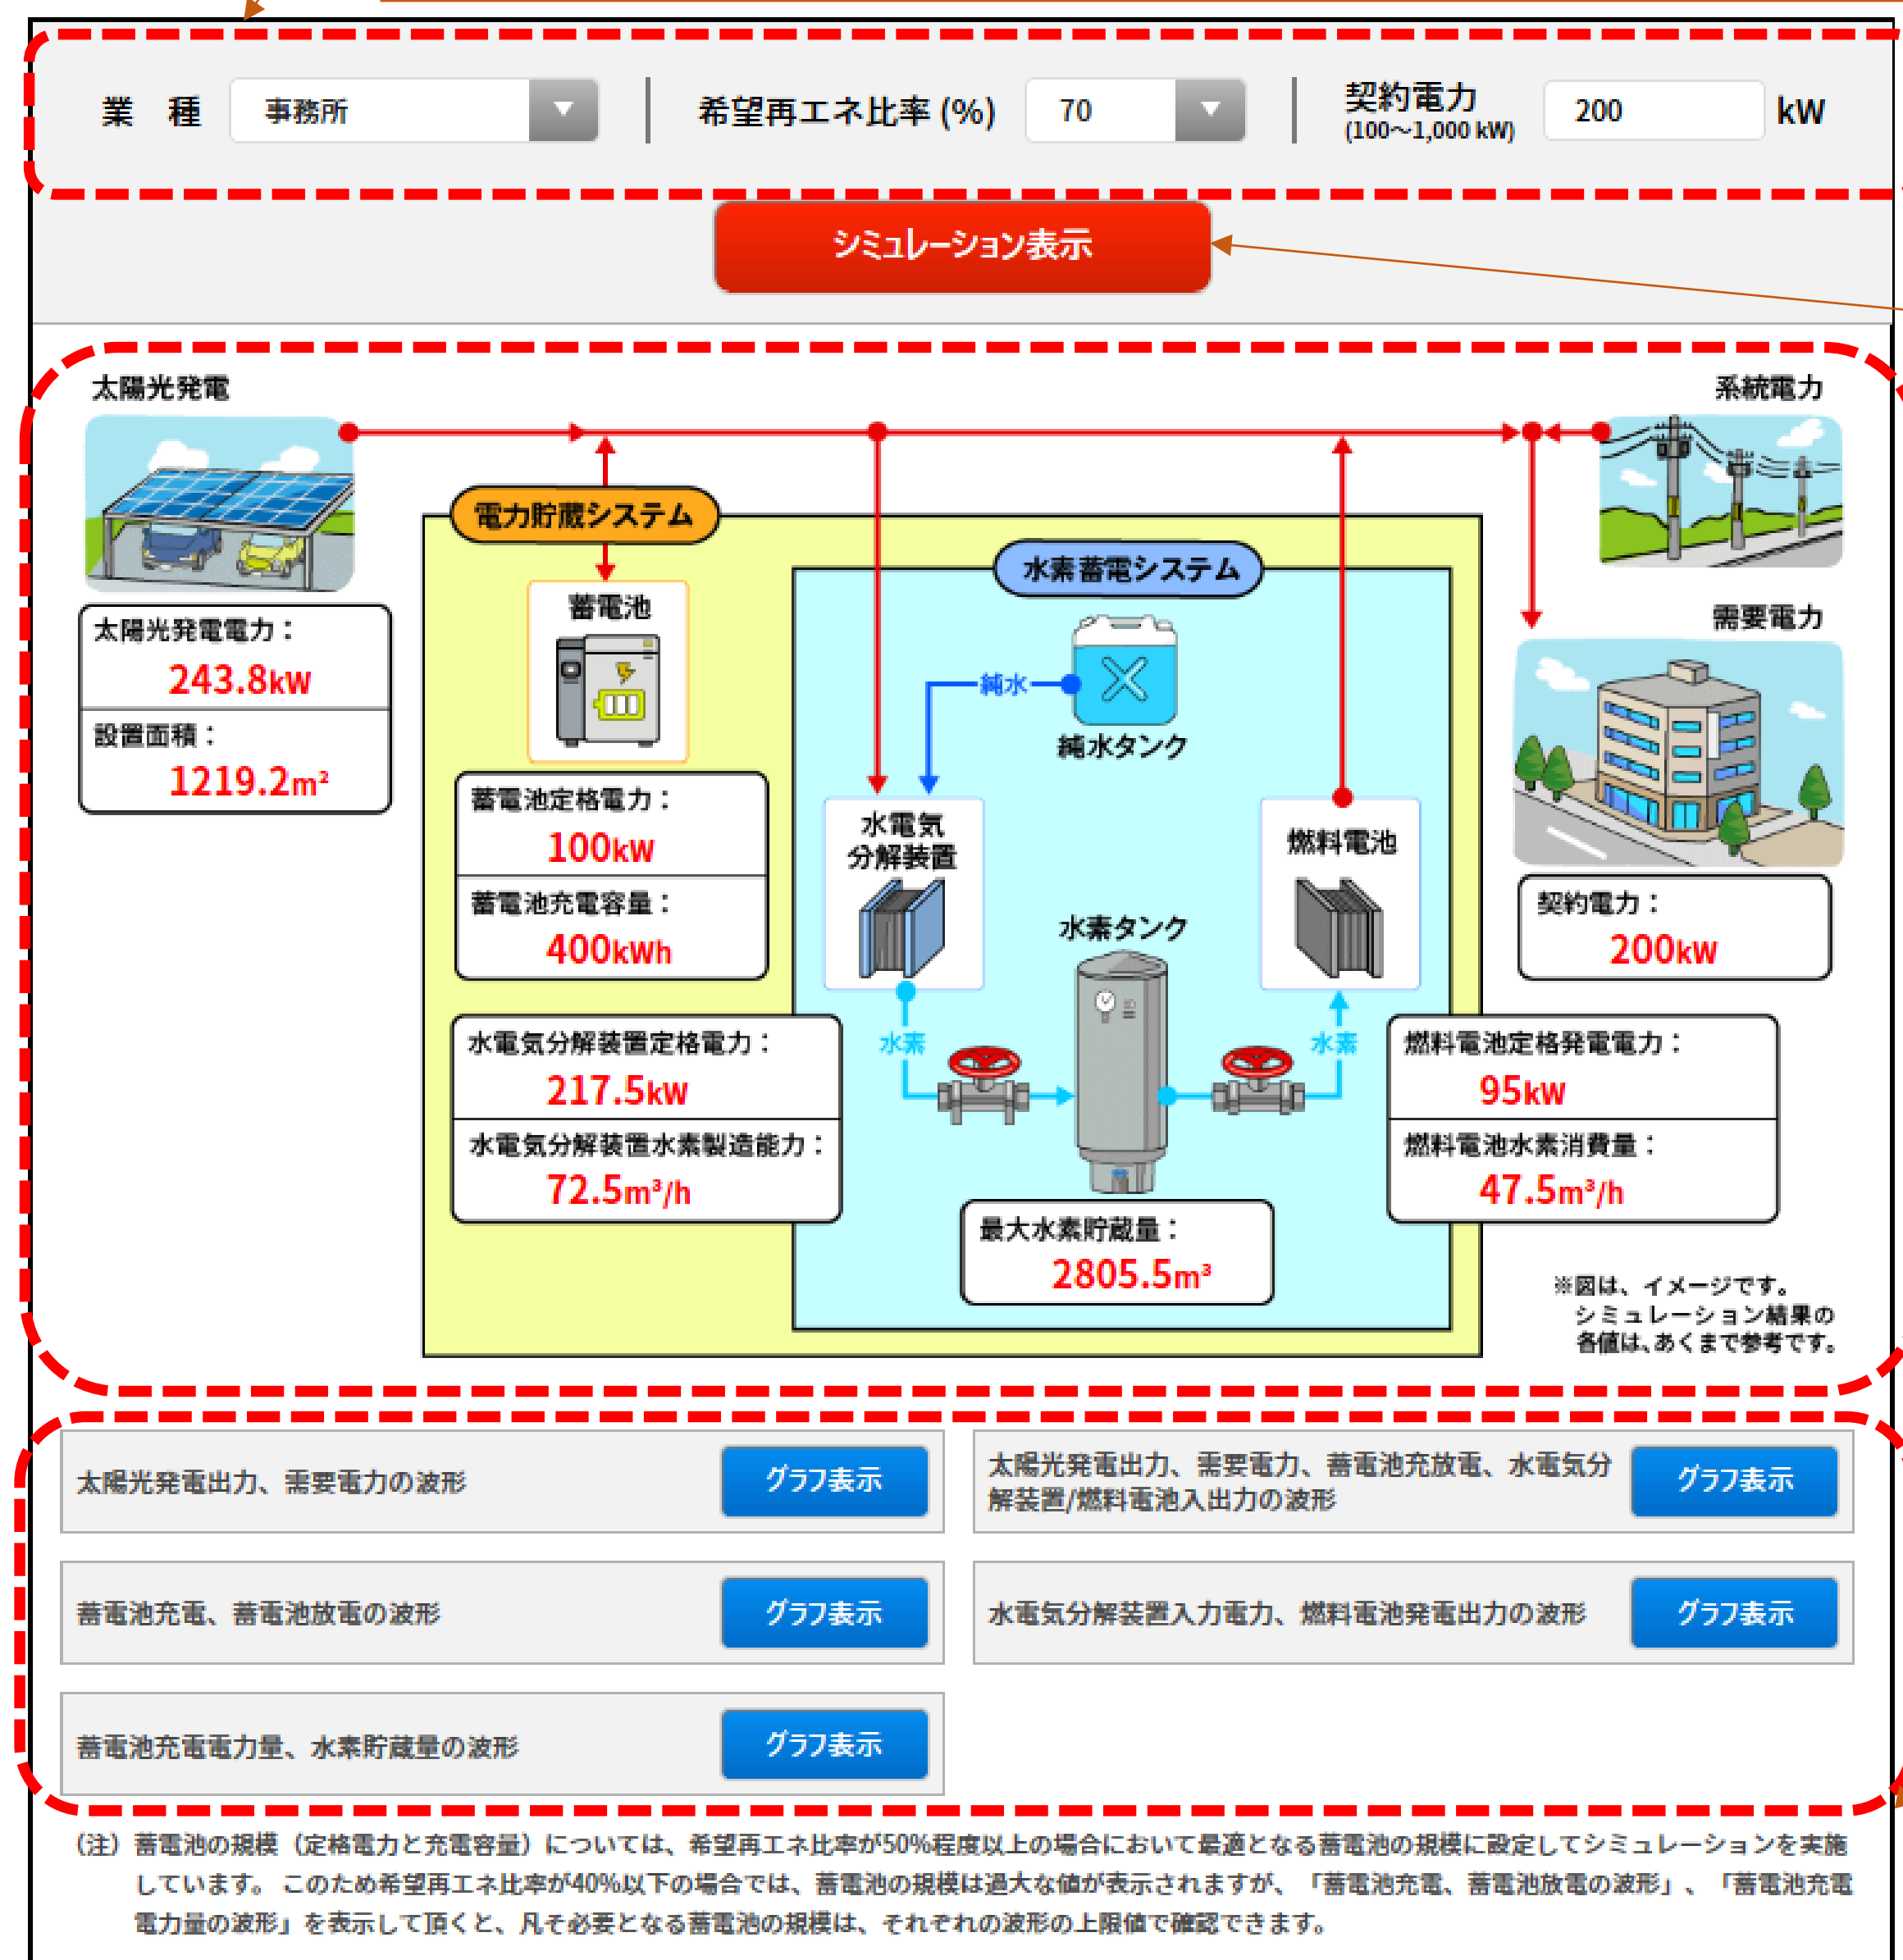 業 種 事務所 希望再エネ比率 (%) 70 契約電力 (100～1,000 kW) 200 kW
シミュレーション表示
太陽光発電
系統電力
電力貯蔵システム
水素蓄電システム
蓄電池
需要電力
太陽光発電電力：
243.8kW
設置面積：
1219.2m²
純水
純水タンク
蓄電池定格電力：
100kW
蓄電池充電容量：
400kWh
水電気
分解装置
燃料電池
水素タンク
契約電力：
200kW
水素
水素
水電気分解装置定格電力：
217.5kW
水電気分解装置水素製造能力：
72.5m³/h
燃料電池定格発電電力：
95kW
燃料電池水素消費量：
47.5m³/h
最大水素貯蔵量：
2805.5m³
※図は、イメージです。
シミュレーション結果の
各値は、あくまで参考です。
太陽光発電出力、需要電力の波形 グラフ表示
太陽光発電出力、需要電力、蓄電池充放電、水電気分
解装置/燃料電池入出力の波形 グラフ表示
蓄電池充電、蓄電池放電の波形 グラフ表示
水電気分解装置入力電力、燃料電池発電出力の波形 グラフ表示
蓄電池充電電力量、水素貯蔵量の波形 グラフ表示
（注）蓄電池の規模（定格電力と充電容量）については、希望再エネ比率が50%程度以上の場合において最適となる蓄電池の規模に設定してシミュレーションを実施
しています。 このため希望再エネ比率が40%以下の場合では、蓄電池の規模は過大な値が表示されますが、「蓄電池充電、蓄電池放電の波形」、「蓄電池充電
電力量の波形」を表示して頂くと、凡そ必要となる蓄電池の規模は、それぞれの波形の上限値で確認できます。